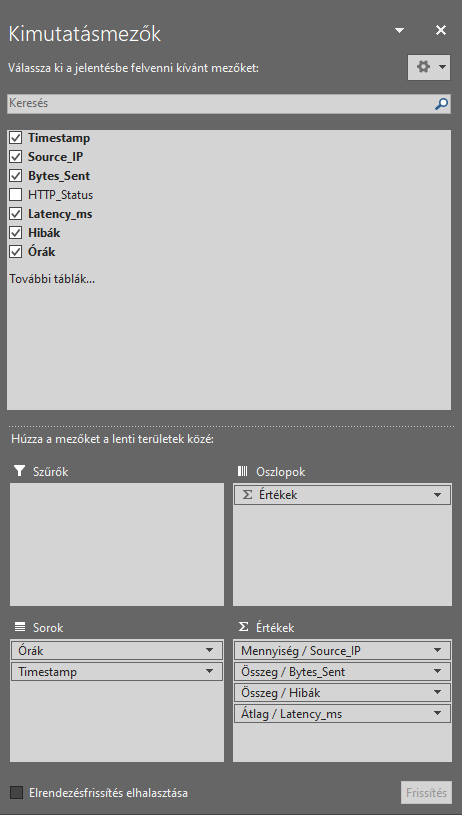 Kimutatásmezők
Válassza ki a jelentésbe felvenni kívánt mezőket:
Keresés
Timestamp
Source_IP
Bytes_Sent
HTTP_Status
Latency_ms
Hibák
Órák
További táblák...
Húzza a mezőket a lenti területek közé:
Szűrők
Oszlopok
Σ Értékek
Sorok
Σ Értékek
Órák
Mennyiség / Source_IP
Timestamp
Összeg / Bytes_Sent
Összeg / Hibák
Átlag / Latency_ms
Elrendezésfrissítés elhalasztása
Frissítés